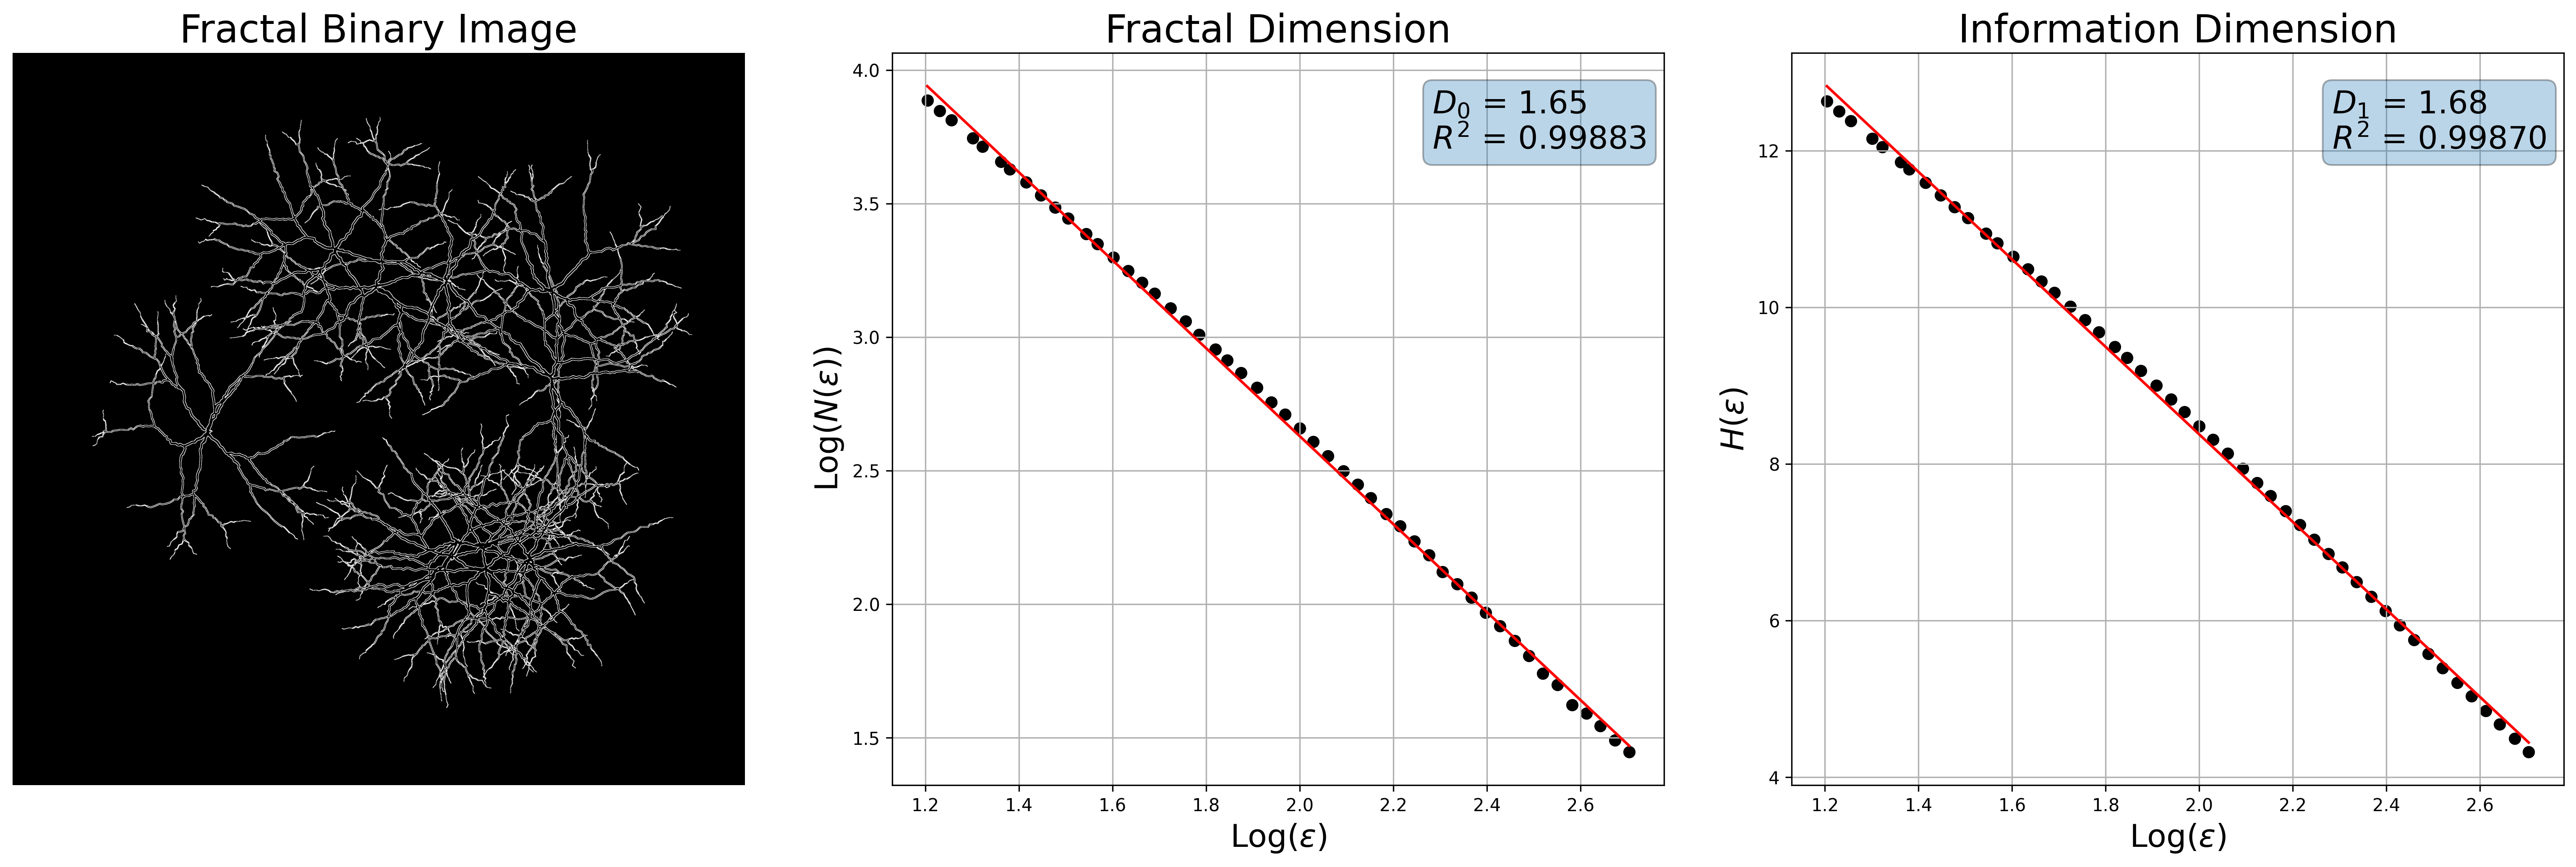 Fractal Binary Image
Fractal Dimension
4.0
3.5
3.0
2.5
2.0
1.5
Log(N(ε))
D₀ = 1.65
R² = 0.99883
1.2 1.4 1.6 1.8 2.0 2.2 2.4 2.6
Log(ε)
Information Dimension
12
10
8
6
4
H(ε)
D₁ = 1.68
R² = 0.99870
1.2 1.4 1.6 1.8 2.0 2.2 2.4 2.6
Log(ε)